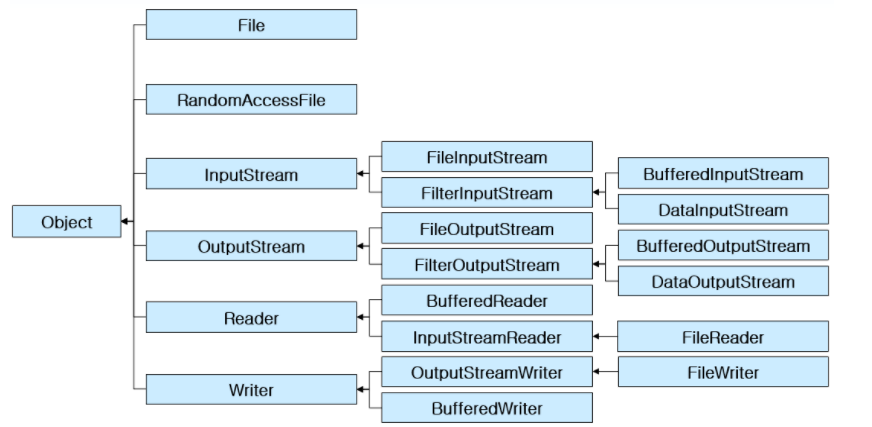 File
RandomAccessFile
FileInputStream
InputStream
BufferedInputStream
FilterInputStream
DataInputStream
Object
FileOutputStream
OutputStream
BufferedOutputStream
FilterOutputStream
DataOutputStream
BufferedReader
Reader
InputStreamReader
FileReader
OutputStreamWriter
FileWriter
Writer
BufferedWriter